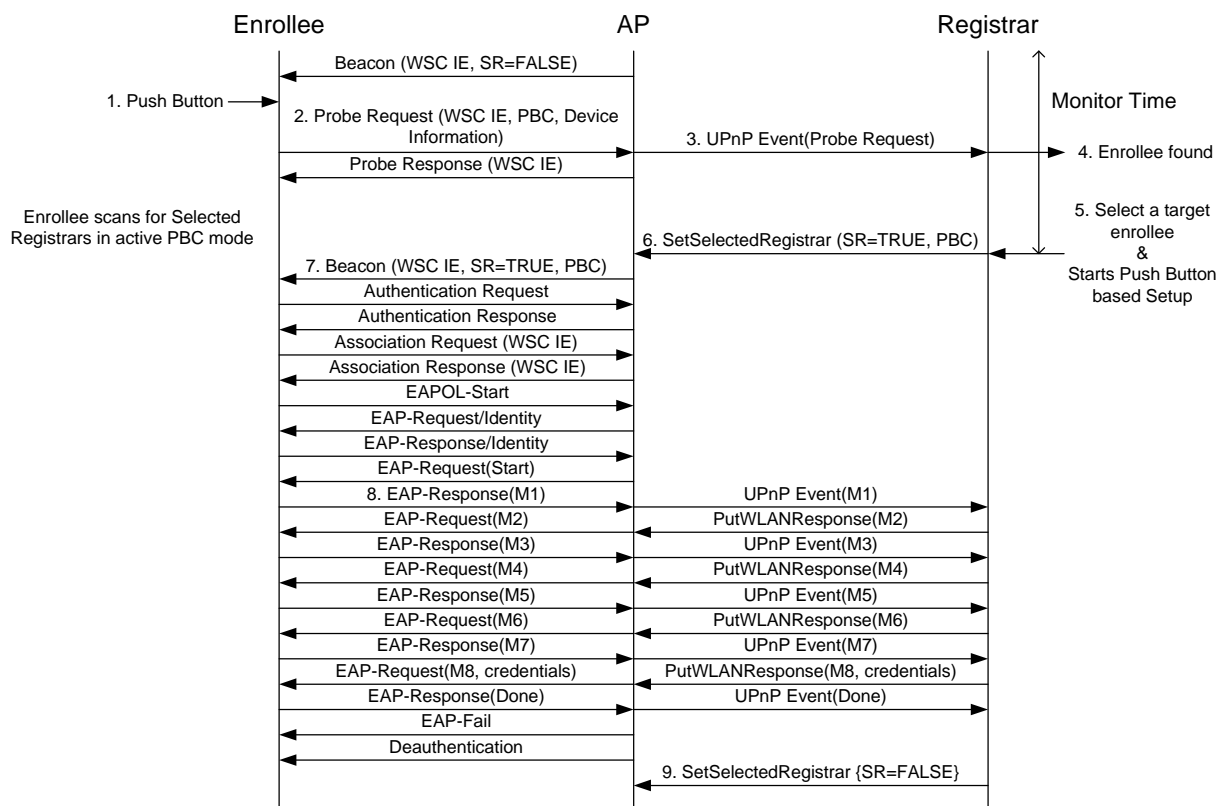 Enrollee
AP
Registrar
Beacon (WSC IE, SR=FALSE)
1. Push Button
Monitor Time
2. Probe Request (WSC IE, PBC, Device
Information)
3. UPnP Event(Probe Request)
4. Enrollee found
Probe Response (WSC IE)
Enrollee scans for Selected
Registrars in active PBC mode
5. Select a target
enrollee
&
Starts Push Button
based Setup
6. SetSelectedRegistrar (SR=TRUE, PBC)
7. Beacon (WSC IE, SR=TRUE, PBC)
Authentication Request
Authentication Response
Association Request (WSC IE)
Association Response (WSC IE)
EAPOL-Start
EAP-Request/Identity
EAP-Response/Identity
EAP-Request(Start)
8. EAP-Response(M1)
UPnP Event(M1)
EAP-Request(M2)
PutWLANResponse(M2)
EAP-Response(M3)
UPnP Event(M3)
EAP-Request(M4)
PutWLANResponse(M4)
EAP-Response(M5)
UPnP Event(M5)
EAP-Request(M6)
PutWLANResponse(M6)
EAP-Response(M7)
UPnP Event(M7)
EAP-Request(M8, credentials)
PutWLANResponse(M8, credentials)
EAP-Response(Done)
UPnP Event(Done)
EAP-Fail
Deauthentication
9. SetSelectedRegistrar {SR=FALSE}